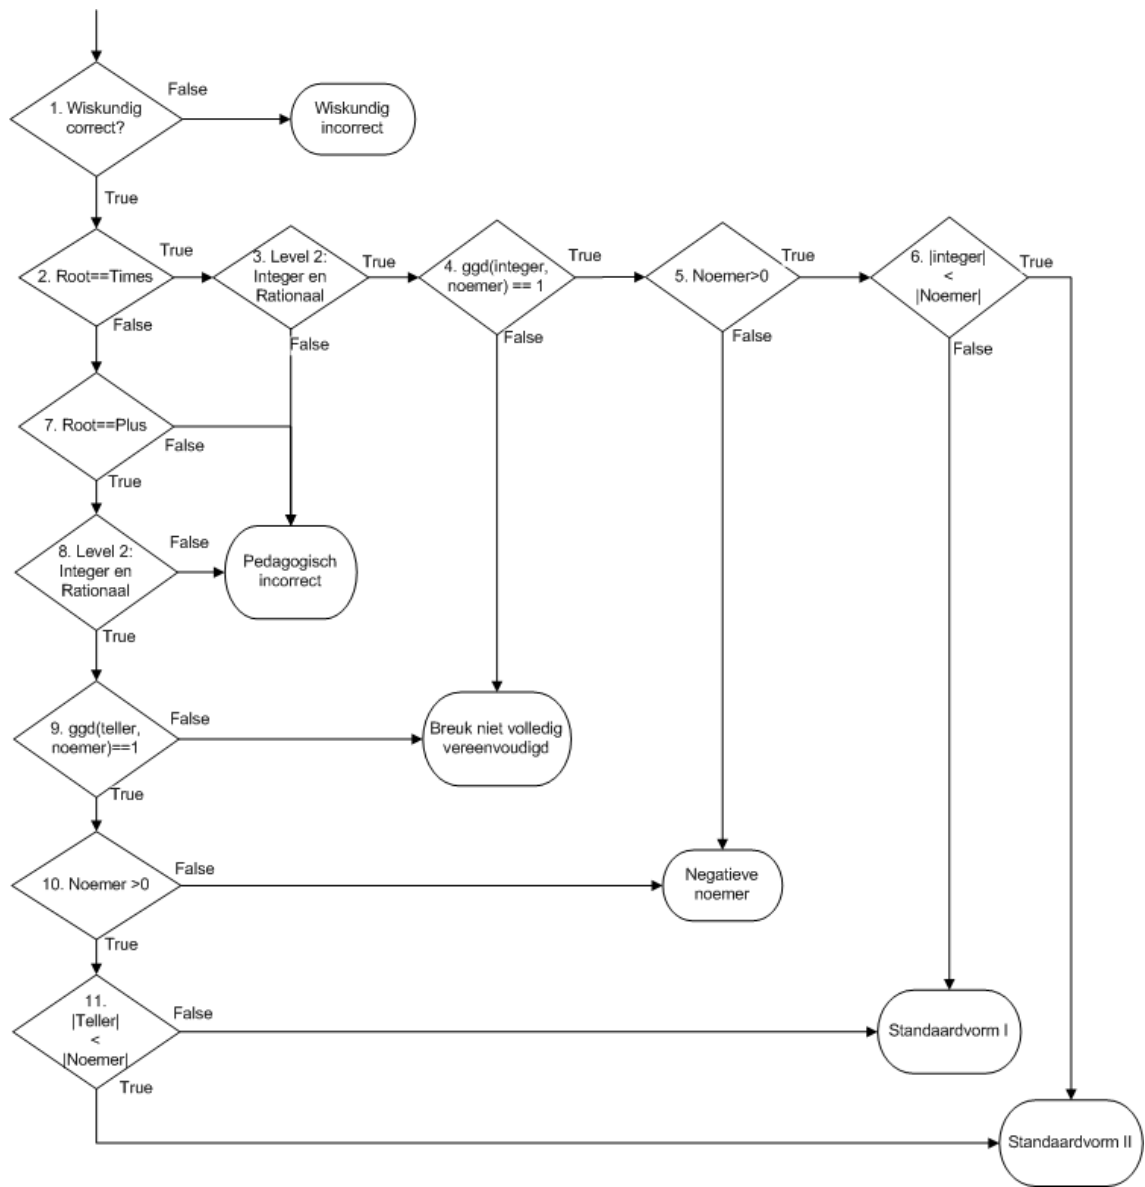 False
1. Wiskundig
correct?
Wiskundig
incorrect
True
True
2. Root==Times
False
3. Level 2:
Integer en
Rationaal
True
False
4. ggd(integer,
noemer) == 1
True
False
5. Noemer>0
True
False
6. |integer|
<
|Noemer|
True
False
7. Root==Plus
False
True
8. Level 2:
Integer en
Rationaal
False
True
Pedagogisch
incorrect
9. ggd(teller,
noemer)==1
False
True
Breuk niet volledig
vereenvoudigd
10. Noemer >0
False
True
Negatieve
noemer
11.
|Teller|
<
|Noemer|
False
True
Standaardvorm I
Standaardvorm II